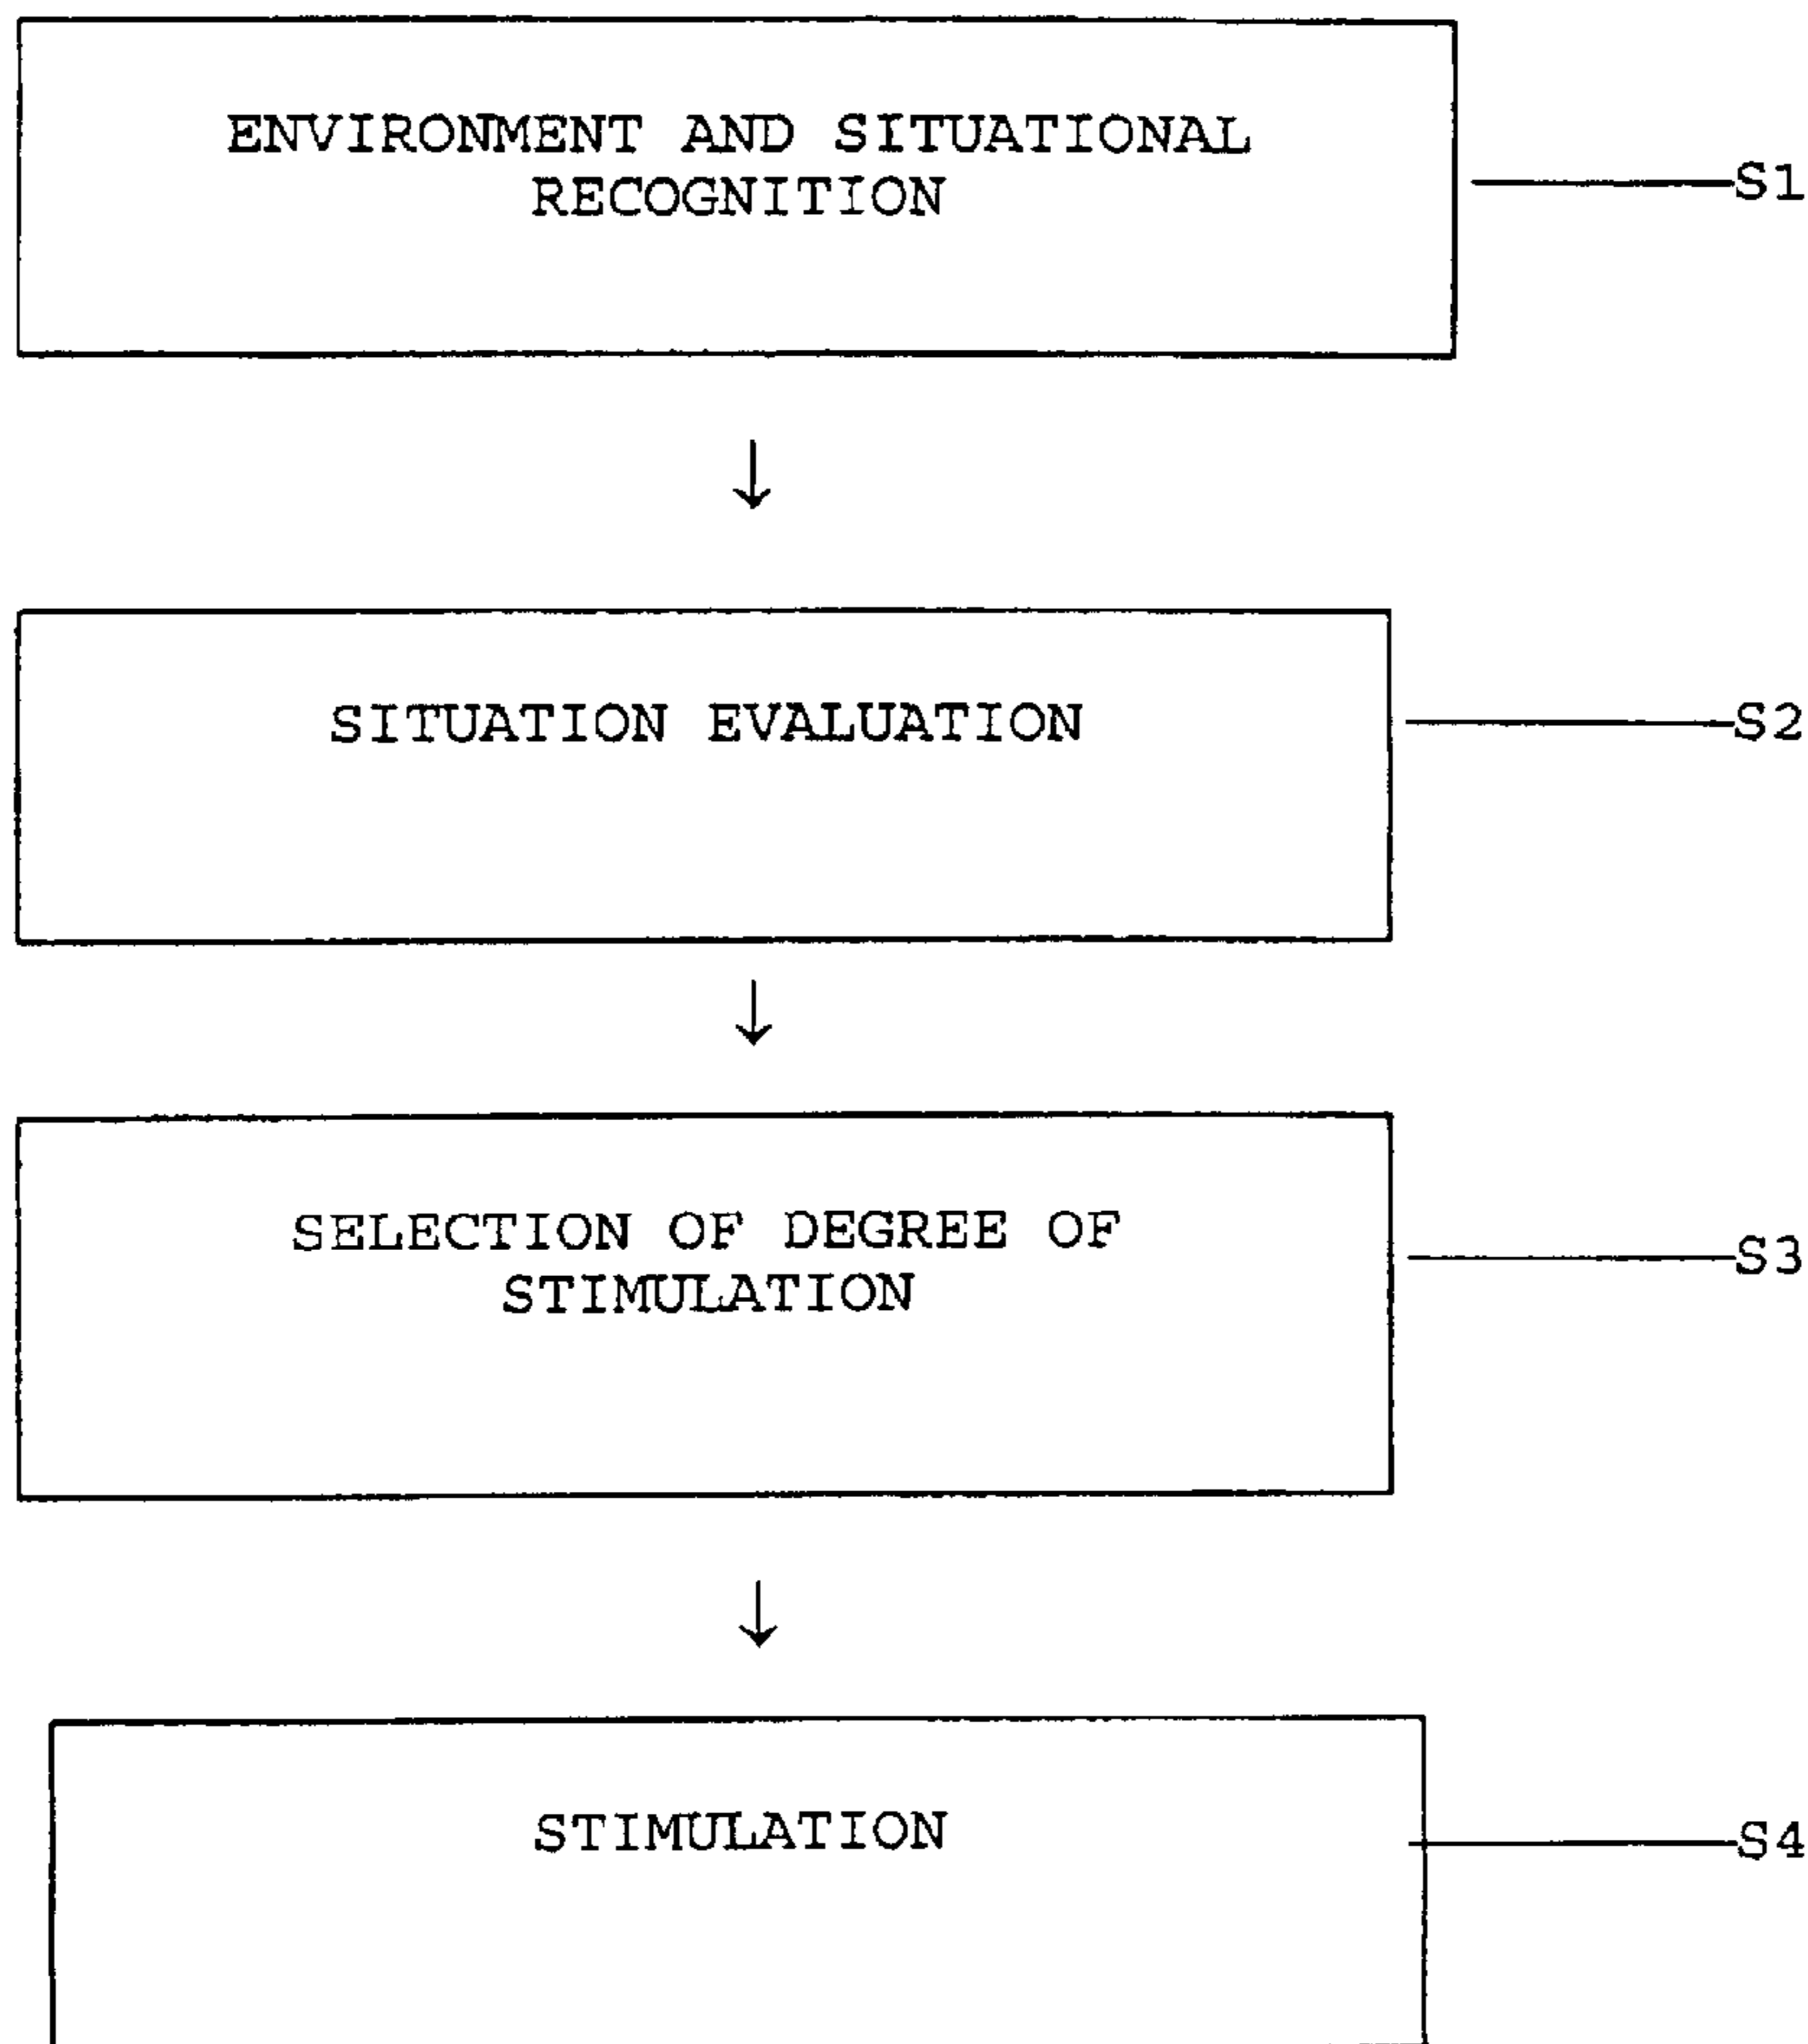 ENVIRONMENT AND SITUATIONAL
RECOGNITION
S1
SITUATION EVALUATION
S2
SELECTION OF DEGREE OF
STIMULATION
S3
STIMULATION
S4